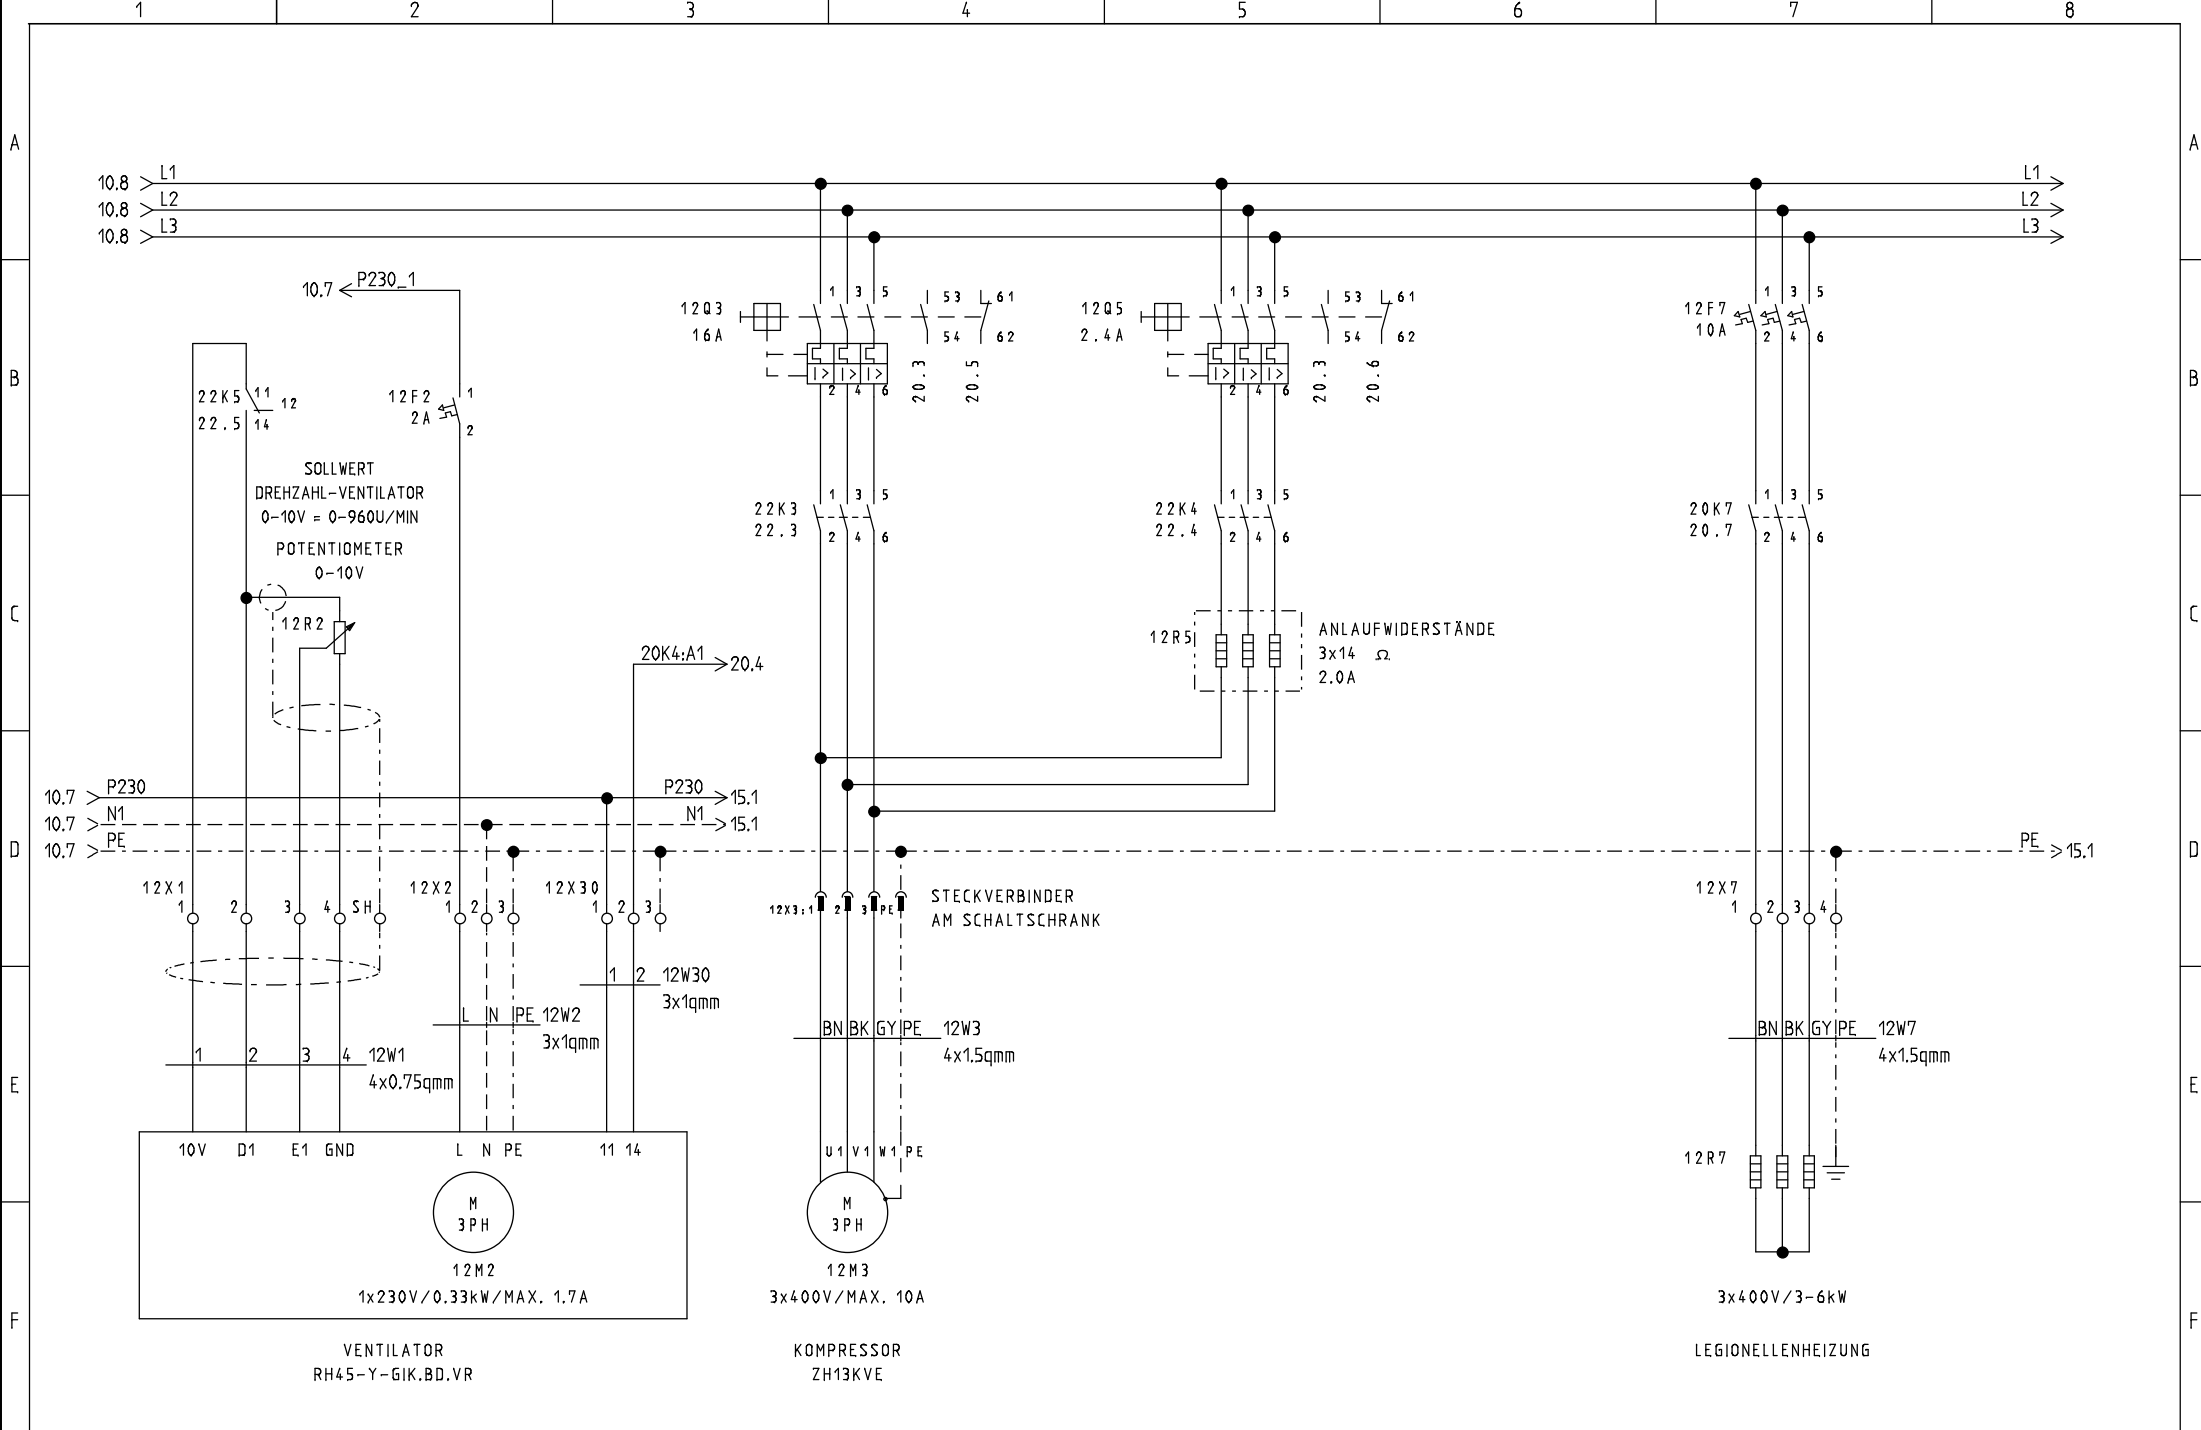 1 2 3 4 5 6 7 8
A A
10.8 L1 L1
10.8 L2 L2
10.8 L3 L3
10.7 P230_1
12Q3 1 3 5 53 61
16A 54 62
2 4 6 20.3 20.5
12Q5 1 3 5 53 61
2.4A 54 62
2 4 6 20.3 20.6
12F7 1 3 5
10A 2 4 6
B B
22K5 11 12
22.5 14
12F2 1
2A 2
SOLLWERT
DREHZAHL-VENTILATOR
0-10V = 0-960U/MIN
POTENTIOMETER
0-10V
22K3 1 3 5
22.3 2 4 6
22K4 1 3 5
22.4 2 4 6
20K7 1 3 5
20.7 2 4 6
C C
12R2
12R5 ANLAUFWIDERSTÄNDE
3x14 Ω
2.0A
20K4:A1 20.4
10.7 P230 P230 15.1
10.7 N1 N1 15.1
10.7 PE PE 15.1
D D
12X1 1 2 3 4 SH
12X2 1 2 3
12X30 1 2 3
12X3:1 2 3 PE
STECKVERBINDER
AM SCHALTSCHRANK
12X7 1 2 3 4
1 2 12W30
3x1qmm
L N PE 12W2
3x1qmm
1 2 3 4 12W1
4x0.75qmm
BN BK GY PE 12W3
4x1.5qmm
BN BK GY PE 12W7
4x1.5qmm
E E
10V D1 E1 GND L N PE 11 14
U1 V1 W1 PE
12R7
M
3PH
12M2
1x230V/0.33kW/MAX. 1.7A
M
3PH
12M3
3x400V/MAX. 10A
3x400V/3-6kW
F F
VENTILATOR
RH45-Y-GIK.BD.VR
KOMPRESSOR
ZH13KVE
LEGIONELLENHEIZUNG